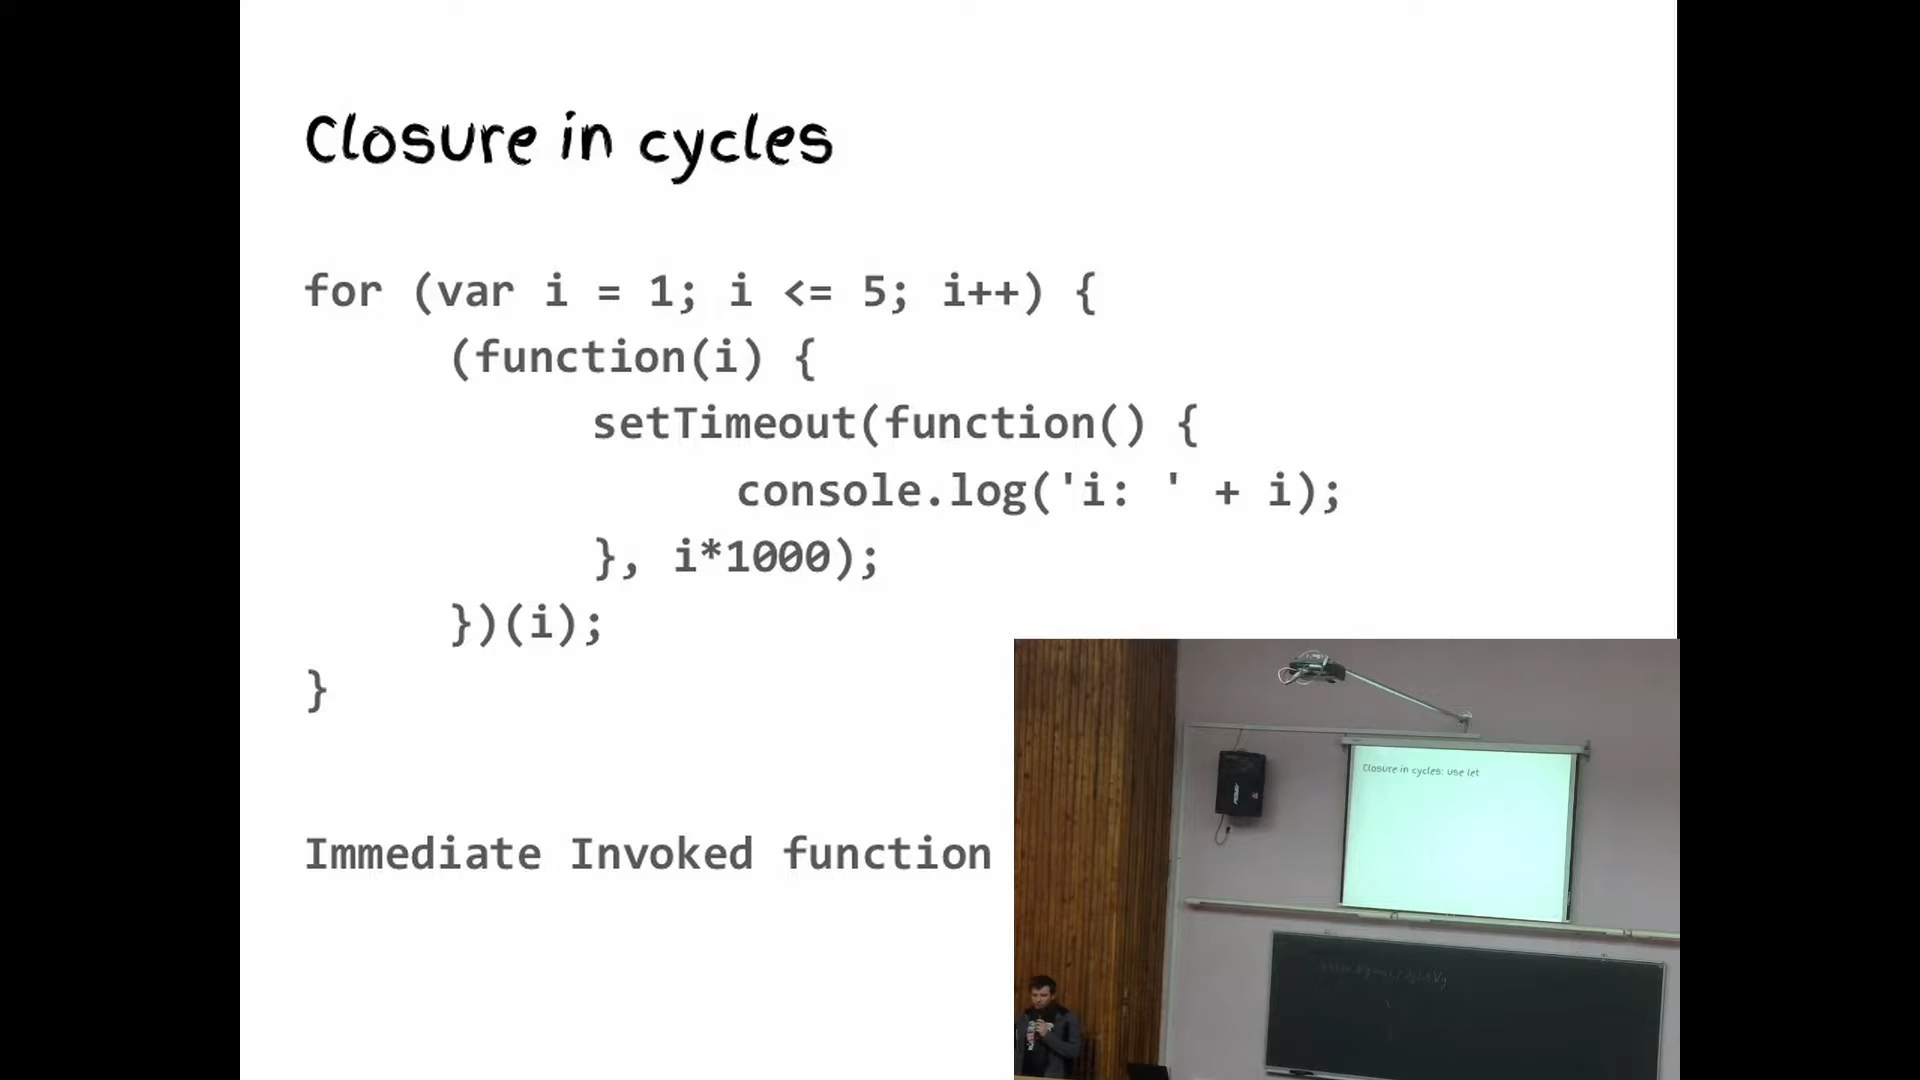 Closure in cycles
for (var i = 1; i <= 5; i++) {
(function(i) {
setTimeout(function() {
console.log('i: ' + i);
}, i*1000);
})(i);
}
Immediate Invoked function
Closure in cycles: use let